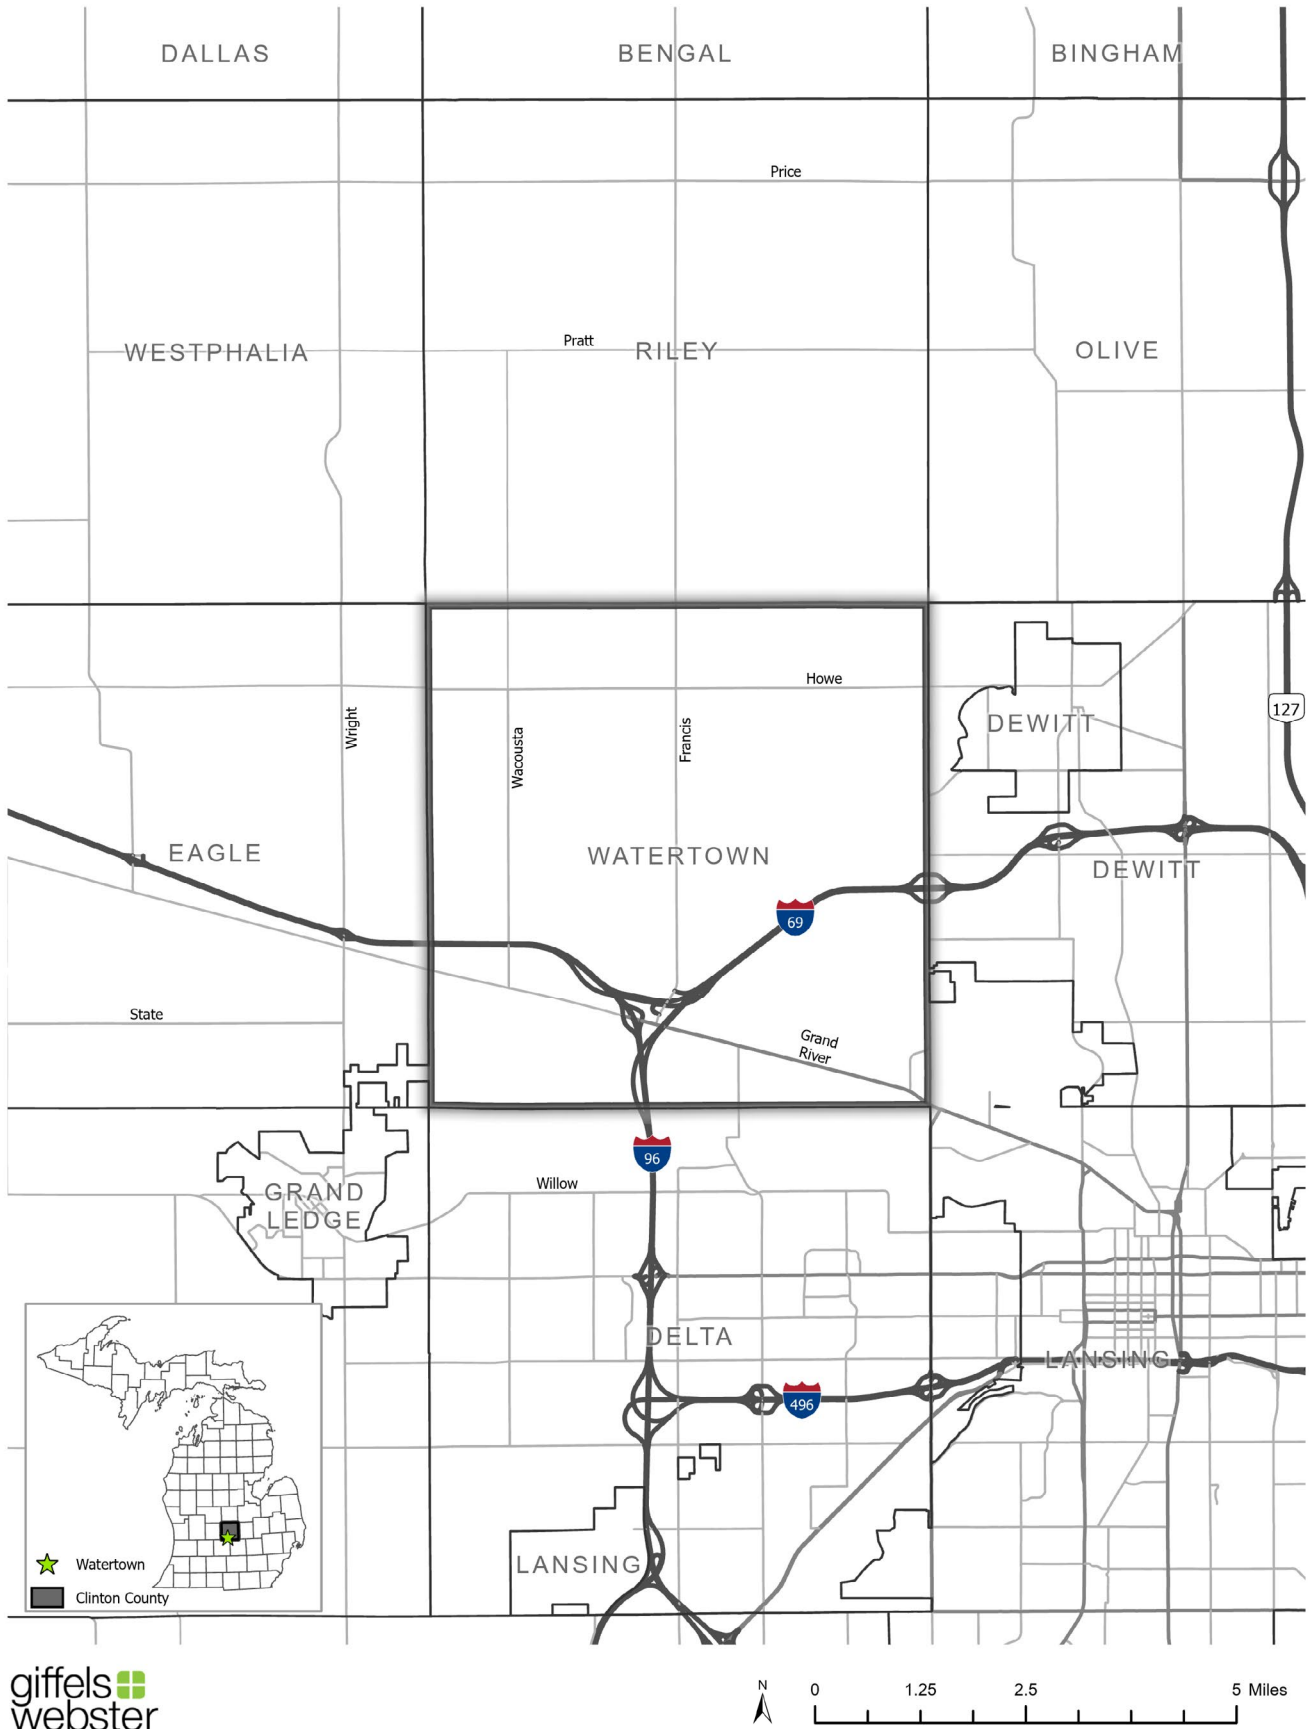 DALLAS
BENGAL
BINGHAM
Price
WESTPHALIA
Pratt
RILEY
OLIVE
Howe
Wright
Wacousta
Francis
DEWITT
127
EAGLE
WATERTOWN
DEWITT
69
State
Grand
River
96
Willow
GRAND
LEDGE
DELTA
LANSING
496
LANSING
Watertown
Clinton County
giffels
webster
N
0 1.25 2.5 5 Miles